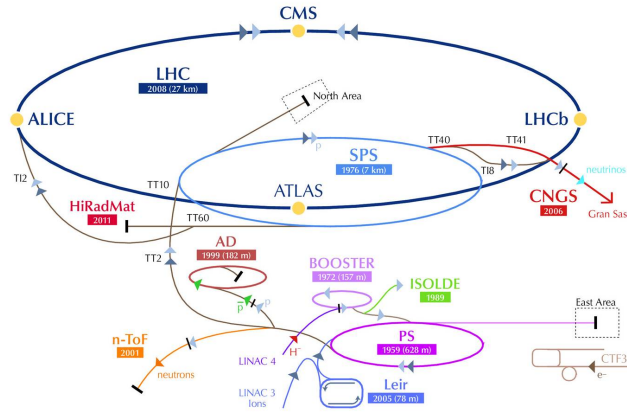 CMS
LHC
2008 (27 km)
North Area
ALICE
LHCb
TT40
TT41
p
SPS
1976 (7 km)
TI2
TI8
TT10
neutrinos
ATLAS
HiRadMat
2011
TT60
CNGS
2006
Gran Sas
AD
1999 (182 m)
TT2
BOOSTER
1972 (157 m)
ISOLDE
1989
p
p
East Area
n-ToF
2001
PS
1959 (628 m)
H⁻
LINAC 4
neutrons
CTF3
e–
LINAC 3
Ions
Leir
2005 (78 m)